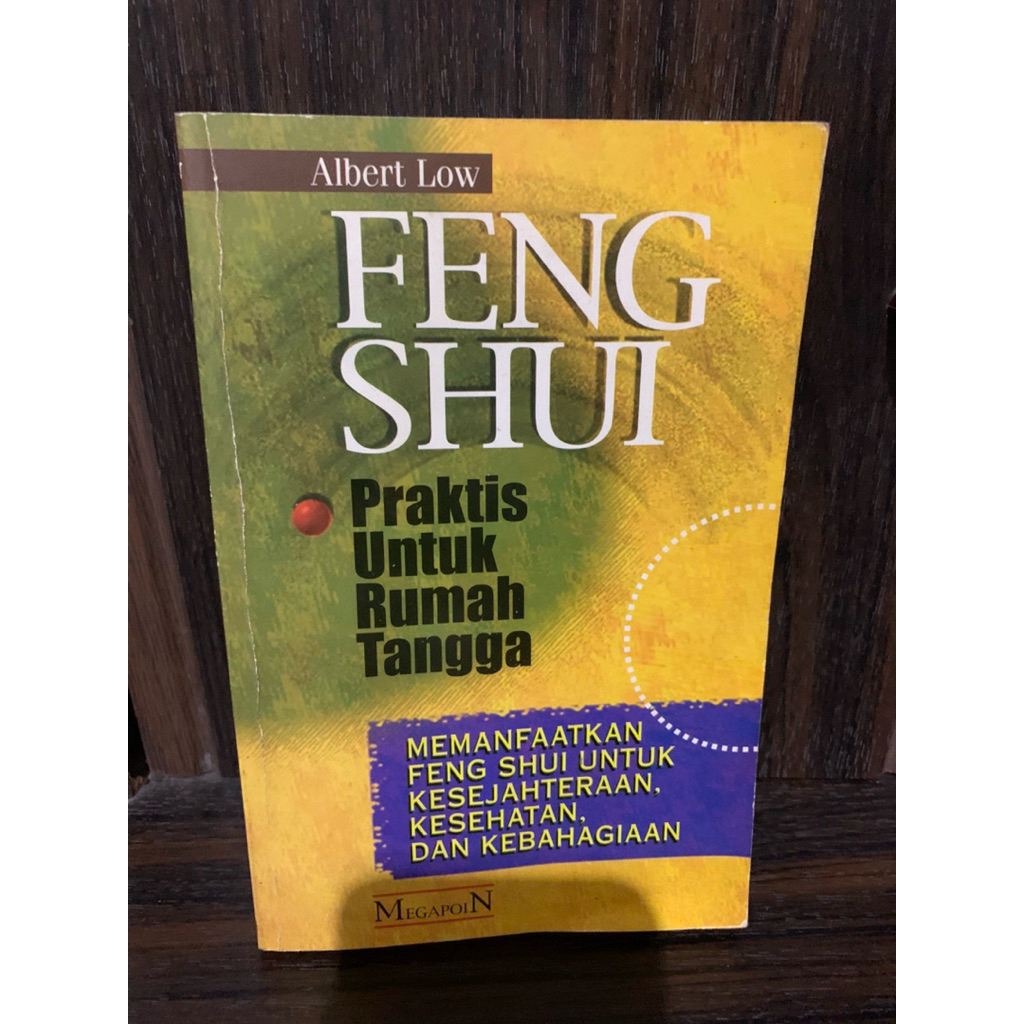 Albert Low
FENG
SHUI
Praktis
Untuk
Rumah
Tangga
MEMANFAATKAN
FENG SHUI UNTUK
KESEJAHTERAAN,
KESEHATAN,
DAN KEBAHAGIAAN
MEGAPOIN